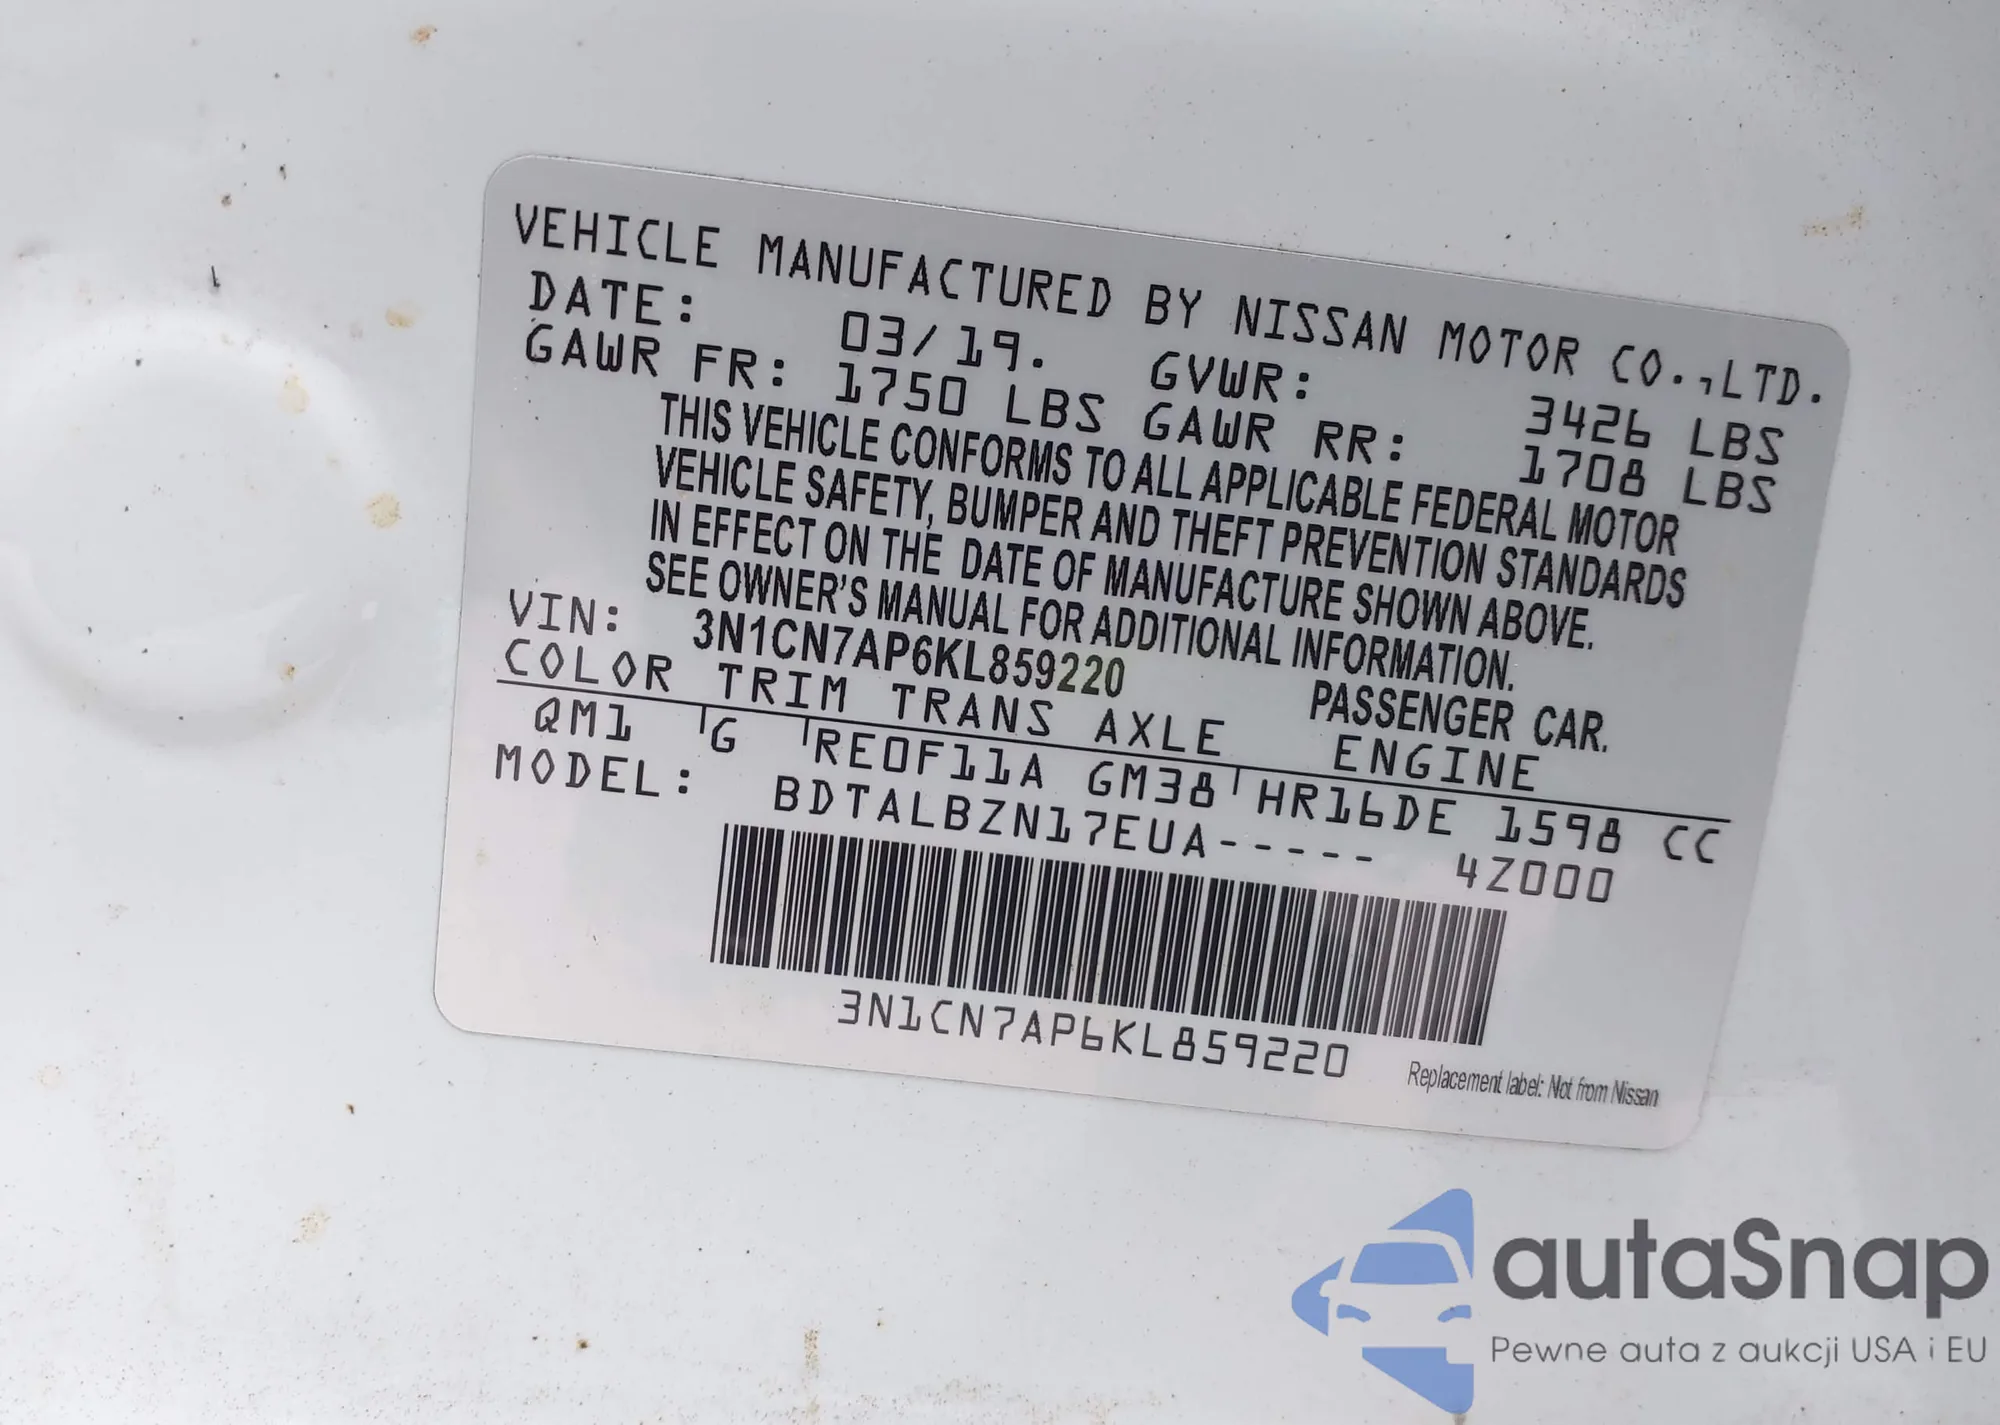 VEHICLE MANUFACTURED BY NISSAN MOTOR CO.,LTD.
DATE: 03/19. GVWR: 3426 LBS
GAWR FR: 1750 LBS GAWR RR: 1708 LBS
THIS VEHICLE CONFORMS TO ALL APPLICABLE FEDERAL MOTOR
VEHICLE SAFETY, BUMPER AND THEFT PREVENTION STANDARDS
IN EFFECT ON THE DATE OF MANUFACTURE SHOWN ABOVE.
SEE OWNER'S MANUAL FOR ADDITIONAL INFORMATION.
VIN: 3N1CN7AP6KL859220 PASSENGER CAR.
COLOR TRIM TRANS AXLE ENGINE
QM1 G RE0F11A GM38 HR16DE 1598 CC
MODEL: BDTALBZN17EUA----- 4Z000
3N1CN7AP6KL859220
Replacement label: Not from Nissan
autaSnap
Pewne auta z aukcji USA i EU